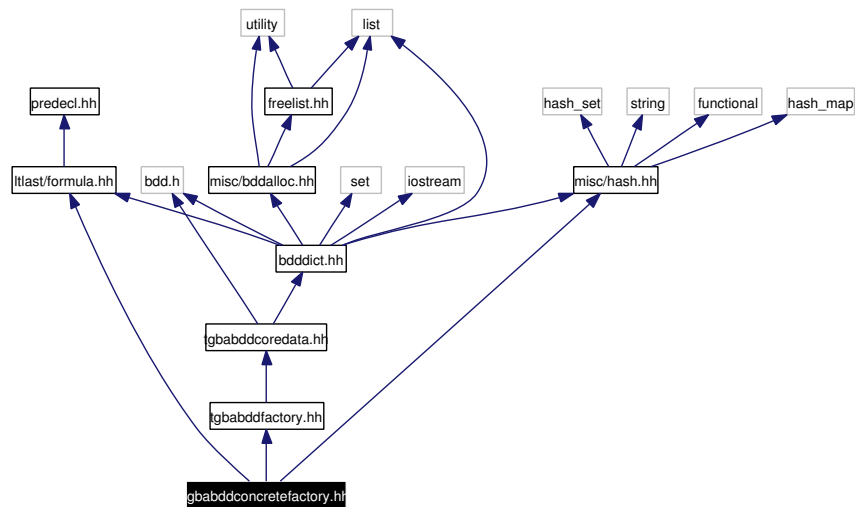 utility
list
predecl.hh
freelist.hh
hash_set
string
functional
hash_map
ltlast/formula.hh
bdd.h
misc/bddalloc.hh
set
iostream
misc/hash.hh
bdddict.hh
tgbabddcoredata.hh
tgbabddfactory.hh
gbabddconcretefactory.hh